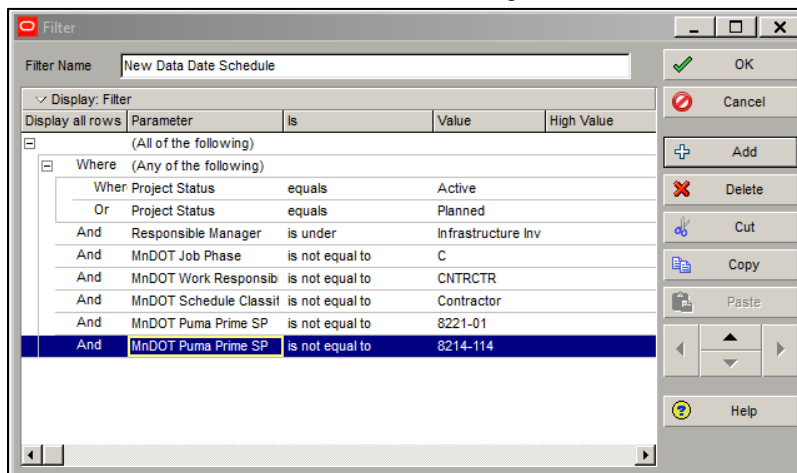 Filter
Filter Name New Data Date Schedule
Display: Filter
Display all rows Parameter Is Value High Value
(All of the following)
Where (Any of the following)
Wher Project Status equals Active
Or Project Status equals Planned
And Responsible Manager is under Infrastructure Inv
And MnDOT Job Phase is not equal to C
And MnDOT Work Responsib is not equal to CNTRCTR
And MnDOT Schedule Classif is not equal to Contractor
And MnDOT Puma Prime SP is not equal to 8221-01
And MnDOT Puma Prime SP is not equal to 8214-114
OK
Cancel
Add
Delete
Cut
Copy
Paste
Help